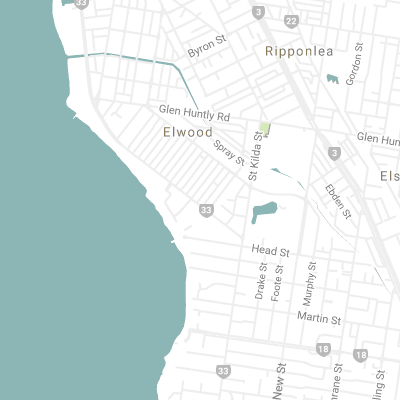 33
3
22
Byron St
Ripponlea
Gordon St
Glen Huntly Rd
Elwood
Spray St
St Kilda St
Glen Hun
3
Els
Ebden St
33
Head St
Drake St
Foote St
Murphy St
Martin St
18
18
33
New St
hrane St
ling St